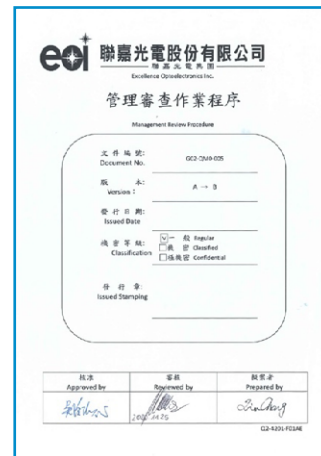 eoi 聯嘉光電股份有限公司
聯嘉光電集團
Excellence Optoelectronics Inc.
管理審查作業程序
Management Review Procedure
文件編號:
Document No.
版本:
Version:
A → B
發行日期:
Issued Date
機密等級:
Classification
一般 Regular
機密 Classified
極機密 Confidential
發行章:
Issued Stamping
核准
Approved by
審核
Reviewed by
擬案者
Prepared by